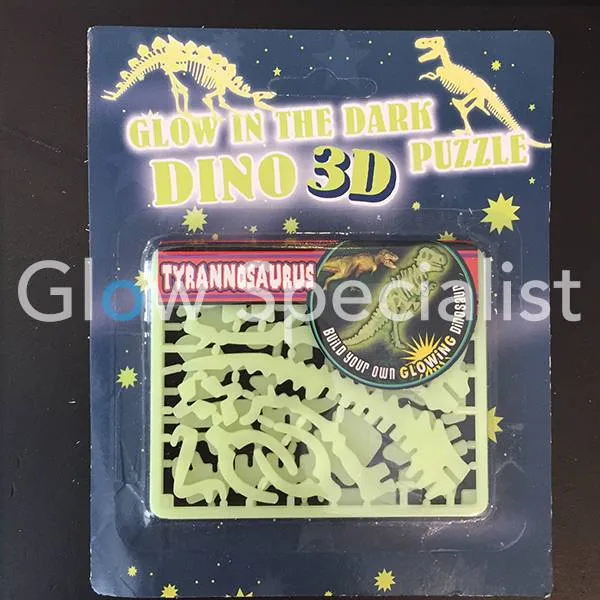 GLOW IN THE DARK
DINO 3D PUZZLE
TYRANNOSAURUS
BUILD YOUR OWN GLOWING DINOSAUR
Glow Specialist